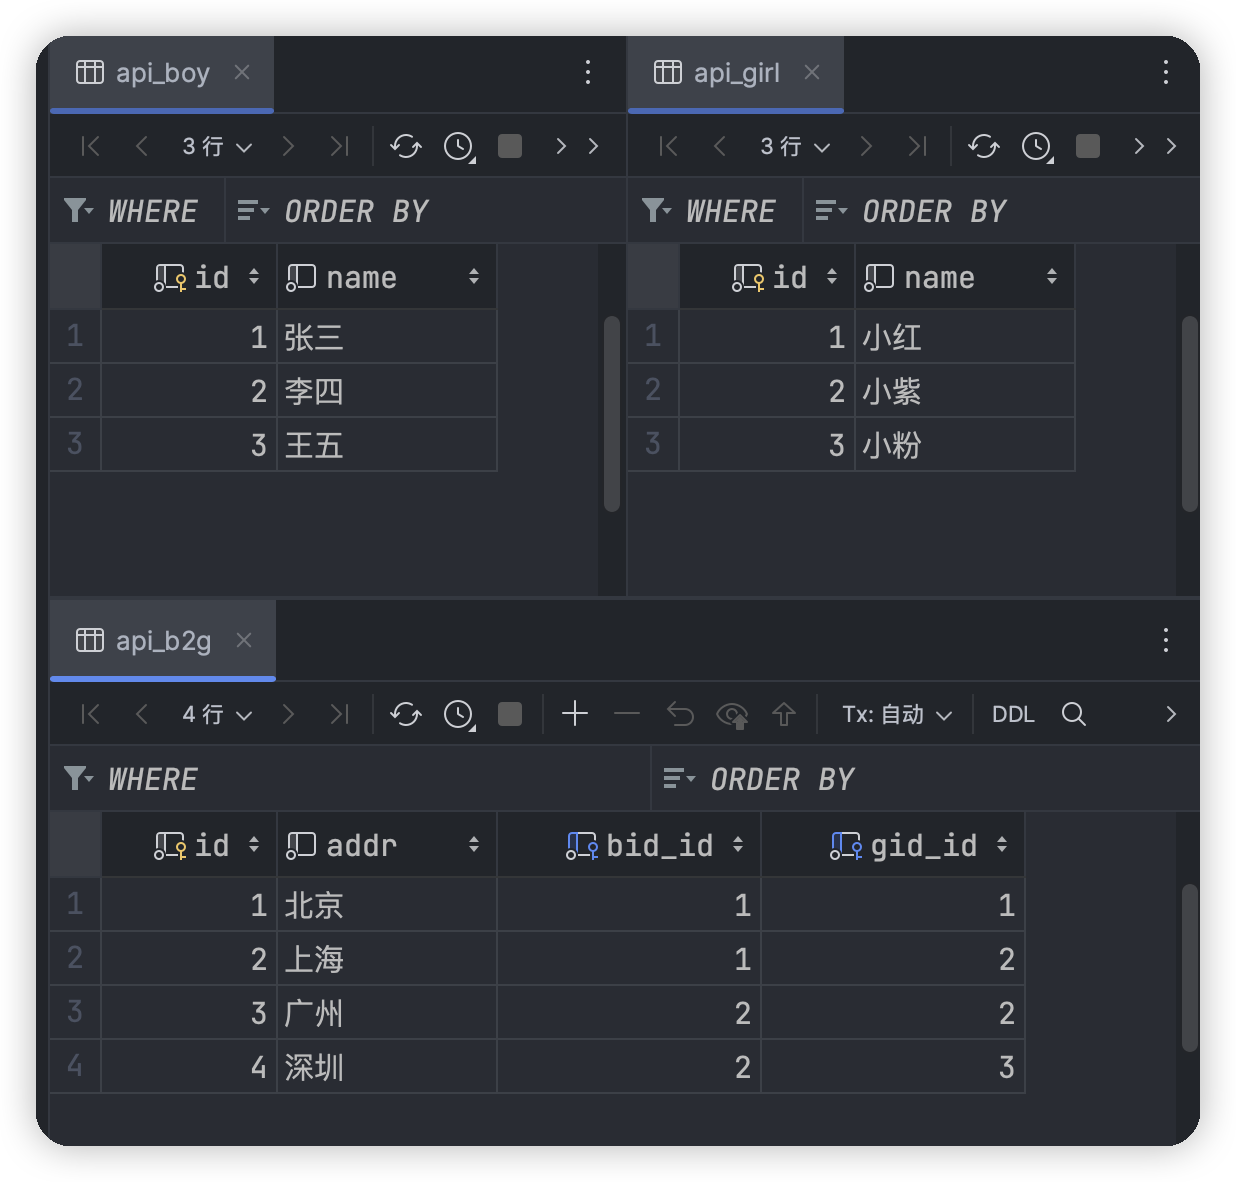 api_boy
3 行
WHERE ORDER BY
id name
1 1 张三
2 2 李四
3 3 王五
api_girl
3 行
WHERE ORDER BY
id name
1 1 小红
2 2 小紫
3 3 小粉
api_b2g
4 行 Tx: 自动 DDL
WHERE ORDER BY
id addr bid_id gid_id
1 1 北京 1 1
2 2 上海 1 2
3 3 广州 2 2
4 4 深圳 2 3